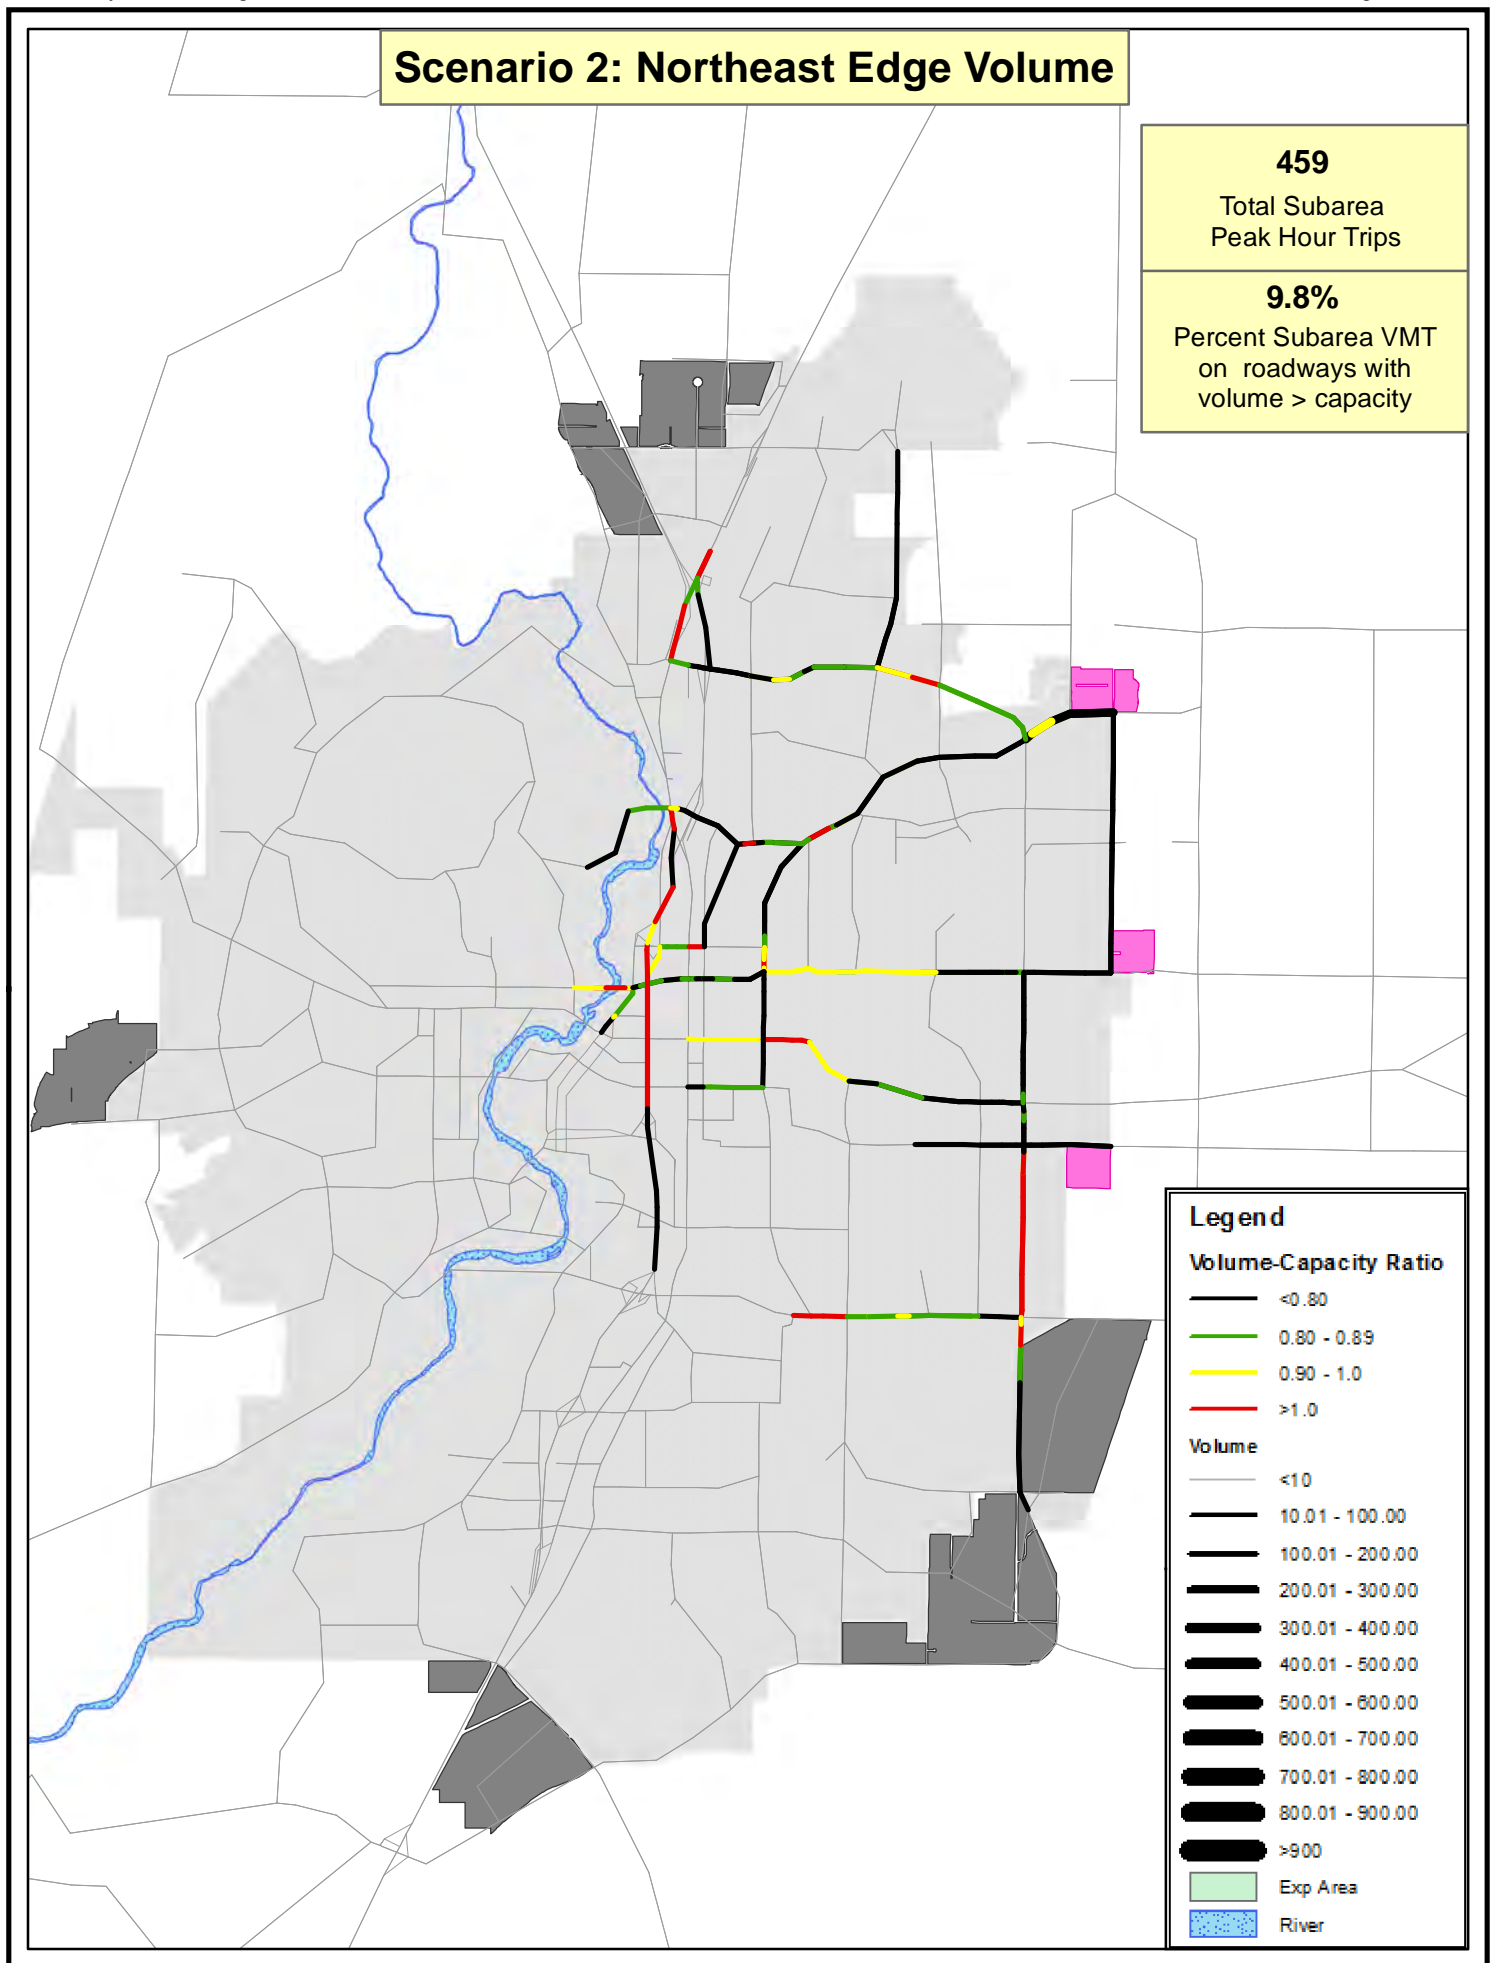 Scenario 2: Northeast Edge Volume
459
Total Subarea
Peak Hour Trips
9.8%
Percent Subarea VMT
on roadways with
volume > capacity
Legend
Volume-Capacity Ratio
<0.80
0.80 - 0.89
0.90 - 1.0
>1.0
Volume
<10
10.01 - 100.00
100.01 - 200.00
200.01 - 300.00
300.01 - 400.00
400.01 - 500.00
500.01 - 600.00
600.01 - 700.00
700.01 - 800.00
800.01 - 900.00
>900
Exp Area
River